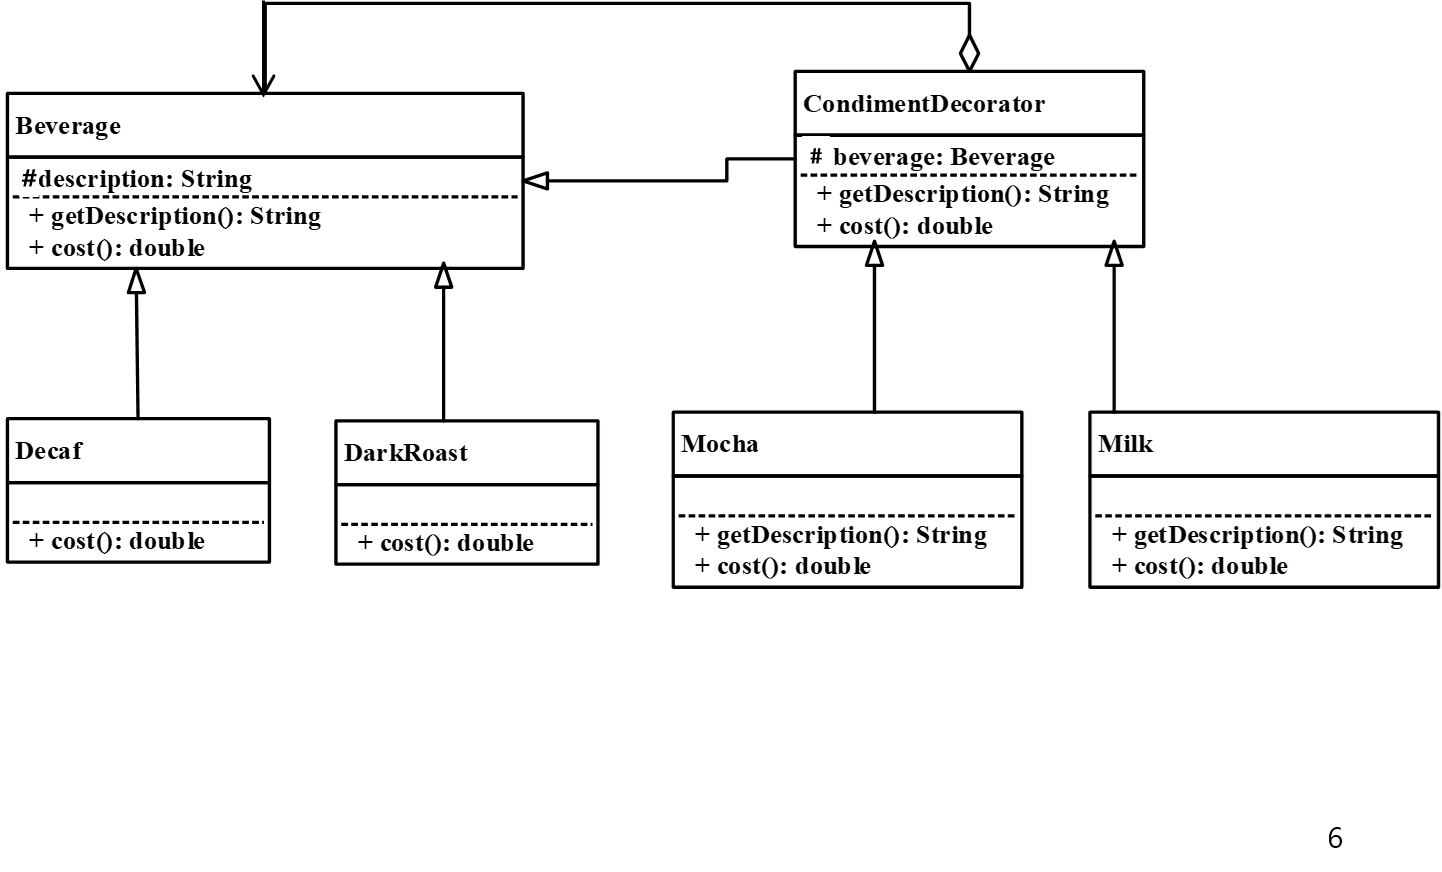 Beverage
#description: String
+ getDescription(): String
+ cost(): double
CondimentDecorator
# beverage: Beverage
+ getDescription(): String
+ cost(): double
Decaf
+ cost(): double
DarkRoast
+ cost(): double
Mocha
+ getDescription(): String
+ cost(): double
Milk
+ getDescription(): String
+ cost(): double
6